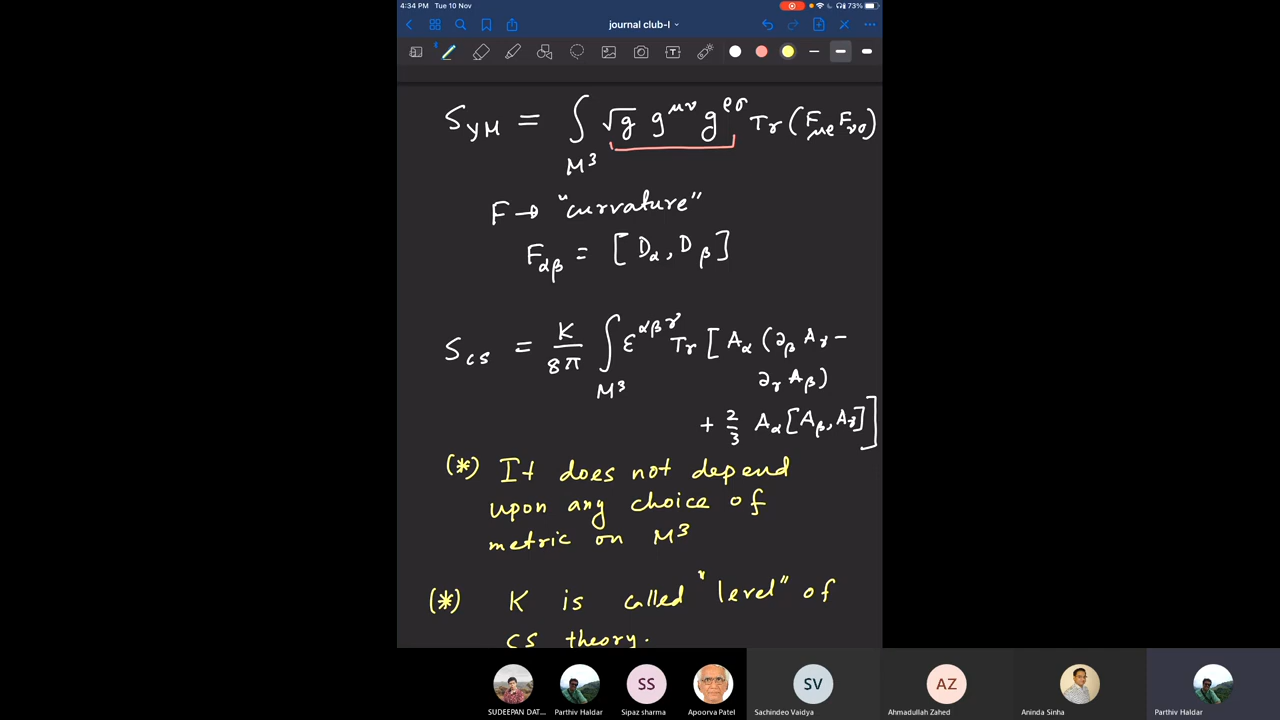 4:34 PM Tue 10 Nov
73%
journal club-I
S_YM = ∫_{M³} √g g^{μν} g^{ρσ} Tr(F_{μρ} F_{νσ})
F → "curvature"
F_{αβ} = [D_α, D_β]
S_CS = K/8π ∫_{M³} ε^{αβγ} Tr[A_α(∂_β A_γ −
∂_γ A_β)
+ 2/3 A_α[A_β, A_γ]]
(*) It does not depend
upon any choice of
metric on M³
(*) K is called "level" of
CS theory.
SS
SV
AZ
SUDEEPAN DAT...
Parthiv Haldar
Sipaz sharma
Apoorva Patel
Sachindeo Vaidya
Ahmadullah Zahed
Aninda Sinha
Parthiv Haldar